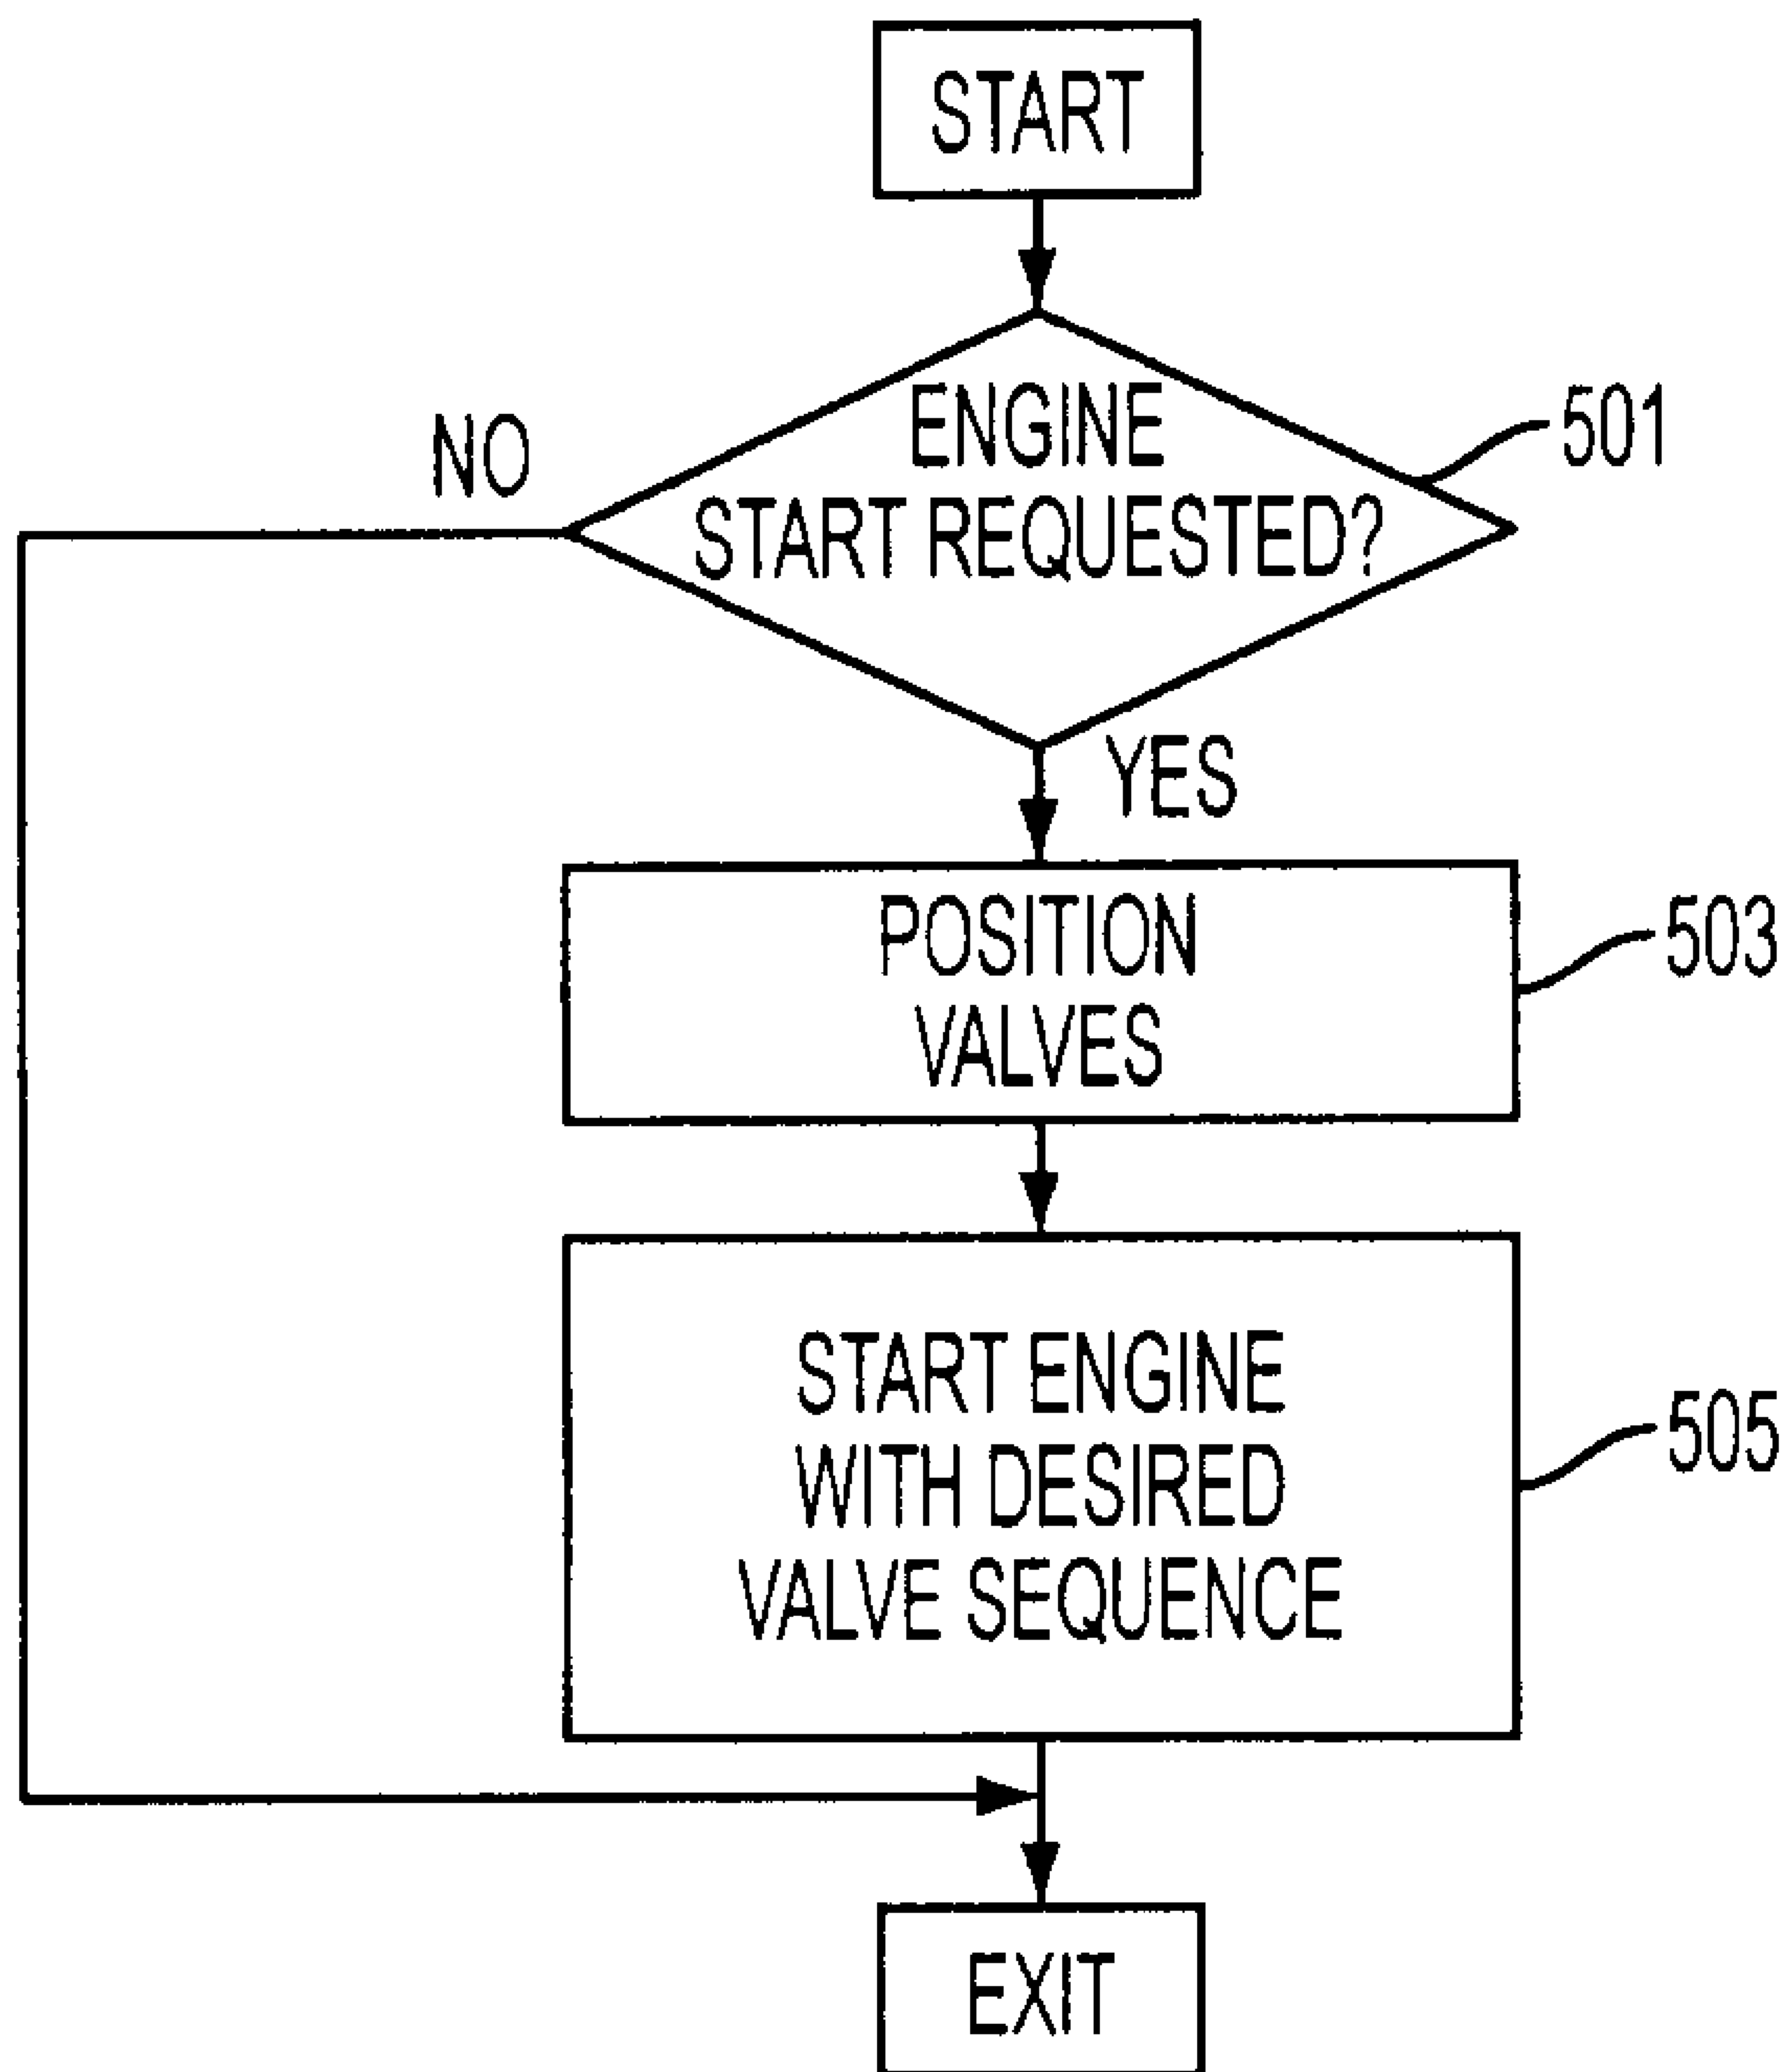 START
ENGINE
START REQUESTED?
501
NO
YES
POSITION
VALVES
503
START ENGINE
WITH DESIRED
VALVE SEQUENCE
505
EXIT